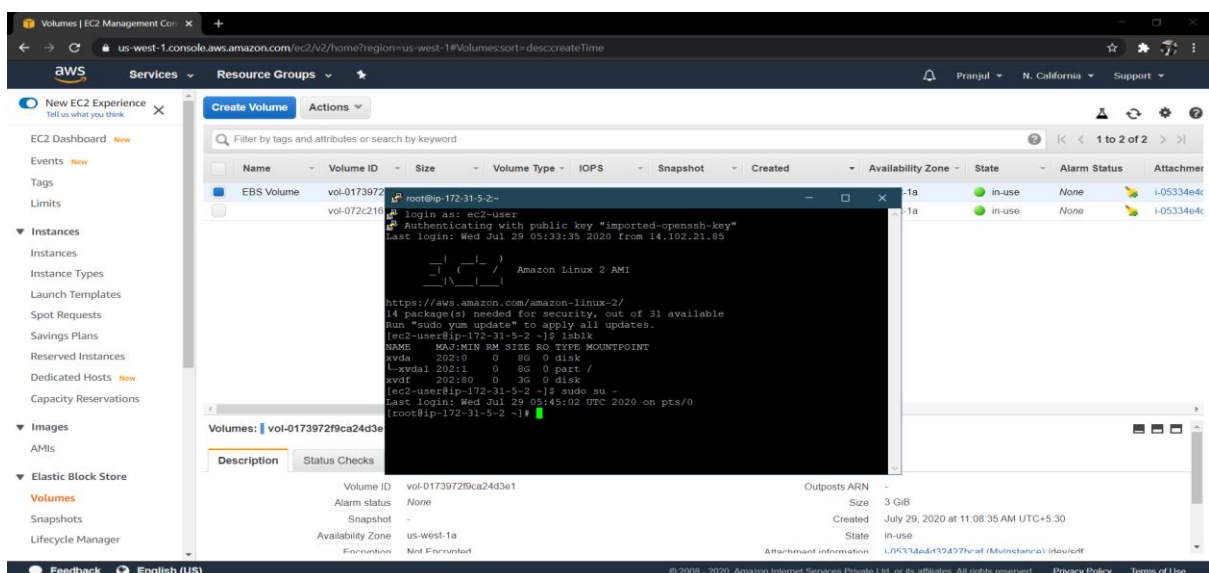 Volumes | EC2 Management Con
us-west-1.console.aws.amazon.com/ec2/v2/home?region=us-west-1#Volumes:sort=desc:createTime
aws Services Resource Groups Pranjul N. California Support
New EC2 Experience
Tell us what you think
Create Volume Actions
EC2 Dashboard New
Filter by tags and attributes or search by keyword 1 to 2 of 2
Events New
Tags
Limits
Name Volume ID Size Volume Type IOPS Snapshot Created Availability Zone State Alarm Status Attachmen
EBS Volume vol-0173972 -1a in-use None i-05334e4d
vol-072c216 -1a in-use None i-05334e4d
Instances
Instances
Instance Types
Launch Templates
Spot Requests
Savings Plans
Reserved Instances
Dedicated Hosts New
Capacity Reservations
Images
AMIs
Elastic Block Store
Volumes
Snapshots
Lifecycle Manager
root@ip-172-31-5-2:~
login as: ec2-user
Authenticating with public key "imported-openssh-key"
Last login: Wed Jul 29 05:33:35 2020 from 14.102.21.85
__| __|_ )
_| ( / Amazon Linux 2 AMI
___|\___|___|
https://aws.amazon.com/amazon-linux-2/
14 package(s) needed for security, out of 31 available
Run "sudo yum update" to apply all updates.
[ec2-user@ip-172-31-5-2 ~]$ lsblk
NAME MAJ:MIN RM SIZE RO TYPE MOUNTPOINT
xvda 202:0 0 8G 0 disk
└─xvda1 202:1 0 8G 0 part /
xvdf 202:80 0 3G 0 disk
[ec2-user@ip-172-31-5-2 ~]$ sudo su -
Last login: Wed Jul 29 05:45:02 UTC 2020 on pts/0
[root@ip-172-31-5-2 ~]#
Volumes: vol-0173972f9ca24d3e
Description Status Checks
Volume ID vol-0173972f9ca24d3e1 Outposts ARN -
Alarm status None Size 3 GiB
Snapshot - Created July 29, 2020 at 11:08:35 AM UTC+5:30
Availability Zone us-west-1a State in-use
Encryption Not Encrypted Attachment information i-05334e4d32427bcaf (MyInstance):/dev/sdf
Feedback English (US) © 2008 - 2020, Amazon Internet Services Private Ltd. or its affiliates. All rights reserved. Privacy Policy Terms of Use